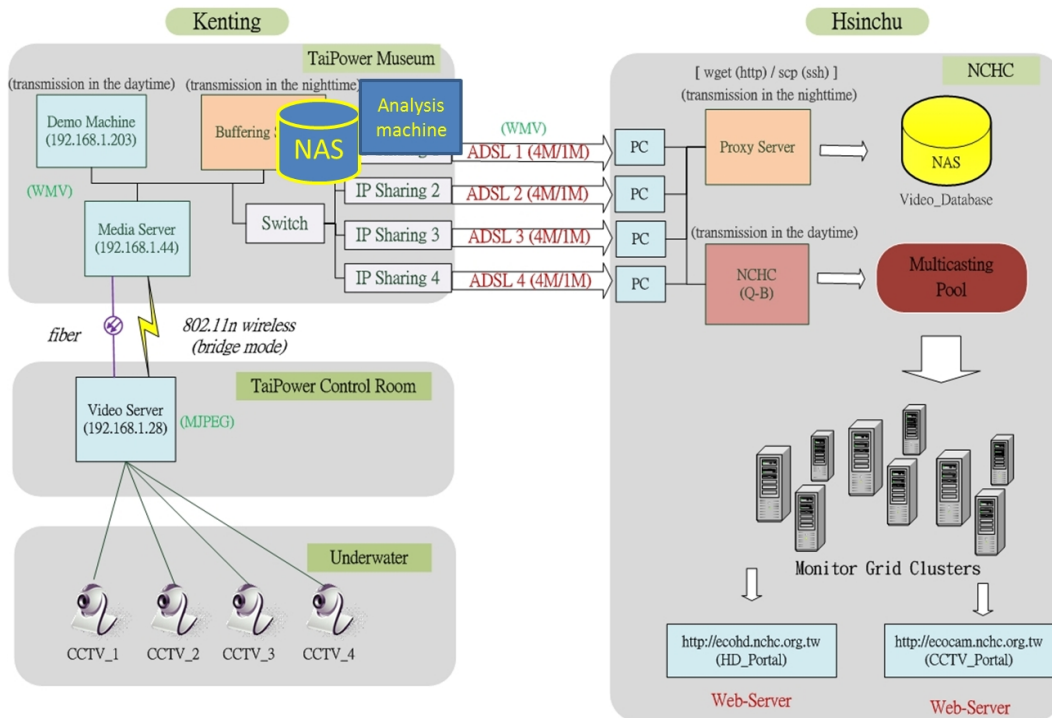 Kenting
Hsinchu
TaiPower Museum
(transmission in the daytime)
(transmission in the nighttime)
Demo Machine
(192.168.1.203)
Buffering S
NAS
Analysis
machine
(WMV)
Media Server
(192.168.1.44)
Switch
IP Sharing 2
IP Sharing 3
IP Sharing 4
(WMV)
ADSL 1 (4M/1M)
ADSL 2 (4M/1M)
ADSL 3 (4M/1M)
ADSL 4 (4M/1M)
fiber
802.11n wireless
(bridge mode)
TaiPower Control Room
Video Server
(192.168.1.28)
(MJPEG)
Underwater
CCTV_1
CCTV_2
CCTV_3
CCTV_4
[ wget (http) / scp (ssh) ]
(transmission in the nighttime)
NCHC
PC
PC
PC
PC
Proxy Server
NAS
Video_Database
(transmission in the daytime)
NCHC
(Q-B)
Multicasting
Pool
Monitor Grid Clusters
http://ecohd.nchc.org.tw
(HD_Portal)
Web-Server
http://ecocam.nchc.org.tw
(CCTV_Portal)
Web-Server